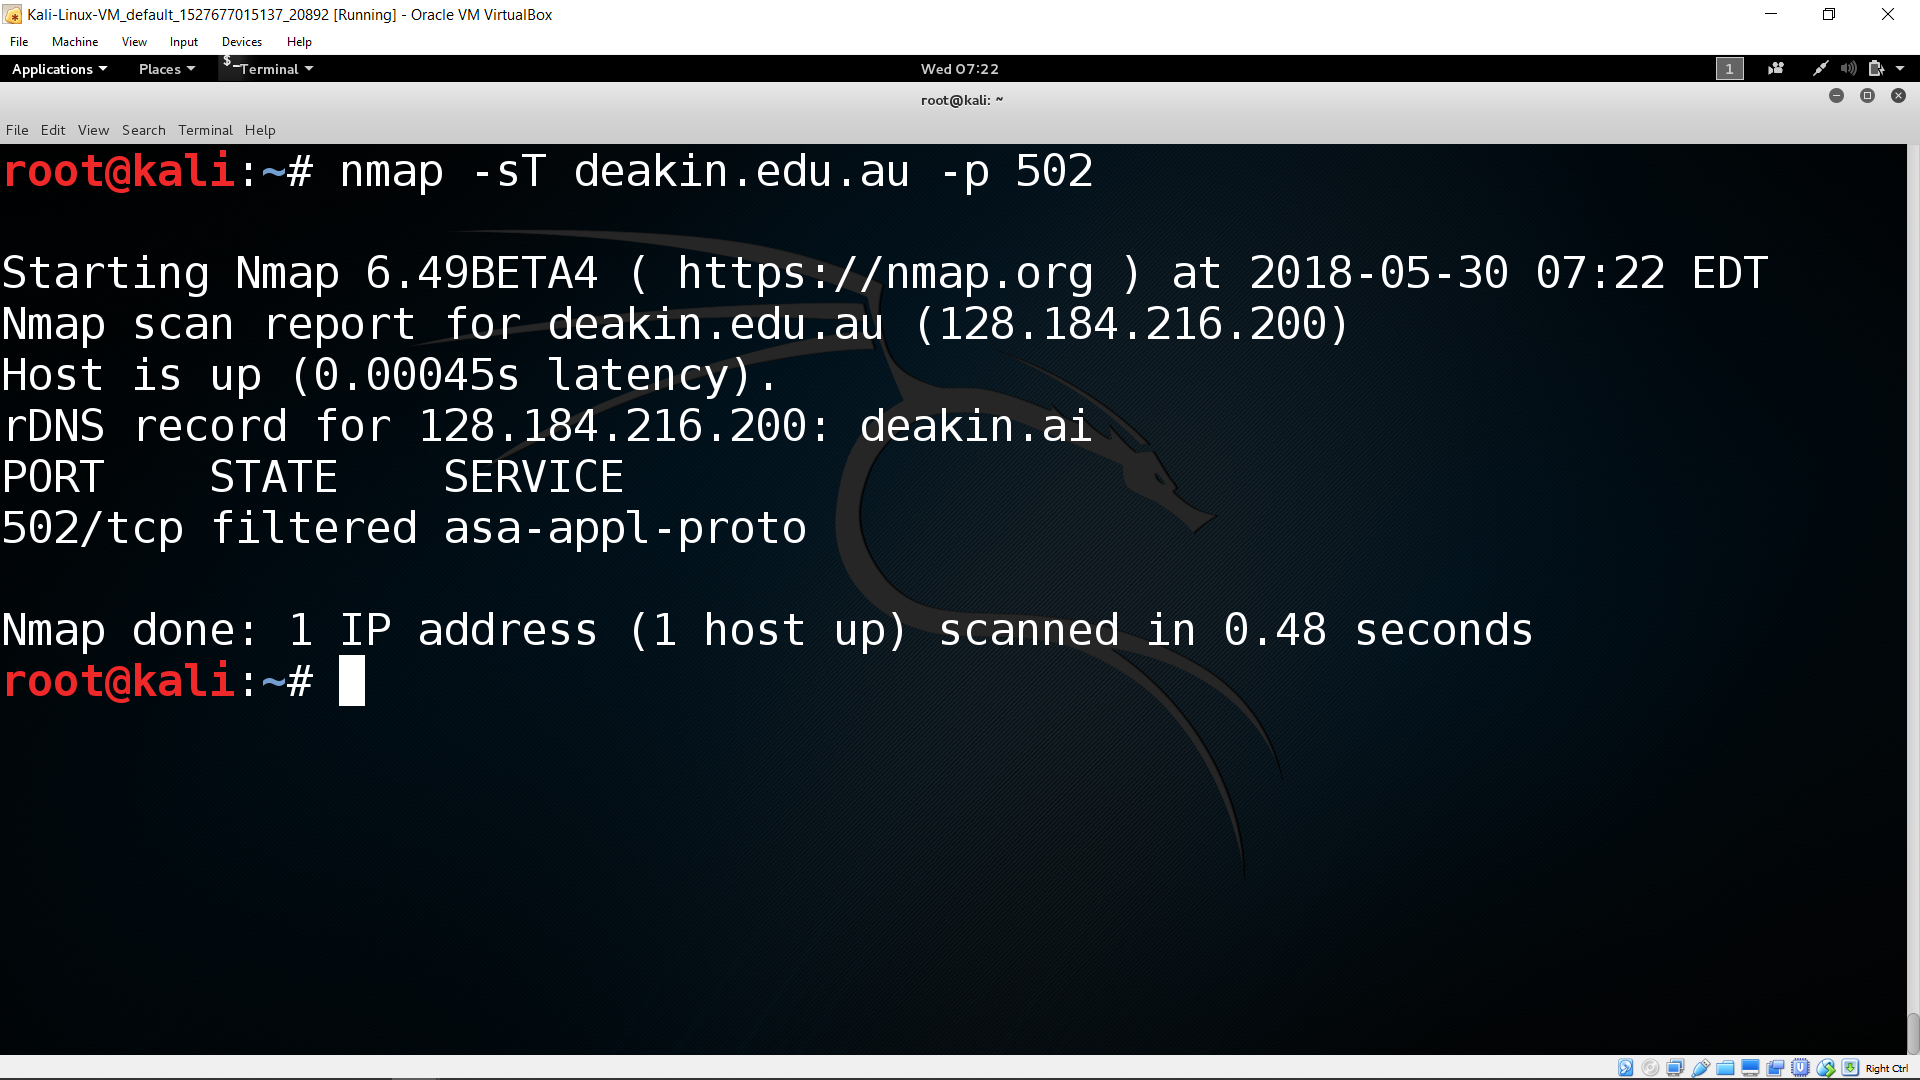 Kali-Linux-VM_default_1527677015137_20892 [Running] - Oracle VM VirtualBox
File Machine View Input Devices Help
Applications Places $_ Terminal Wed 07:22 1
root@kali: ~
File Edit View Search Terminal Help
root@kali:~# nmap -sT deakin.edu.au -p 502
Starting Nmap 6.49BETA4 ( https://nmap.org ) at 2018-05-30 07:22 EDT
Nmap scan report for deakin.edu.au (128.184.216.200)
Host is up (0.00045s latency).
rDNS record for 128.184.216.200: deakin.ai
PORT    STATE    SERVICE
502/tcp filtered asa-appl-proto
Nmap done: 1 IP address (1 host up) scanned in 0.48 seconds
root@kali:~#
Right Ctrl